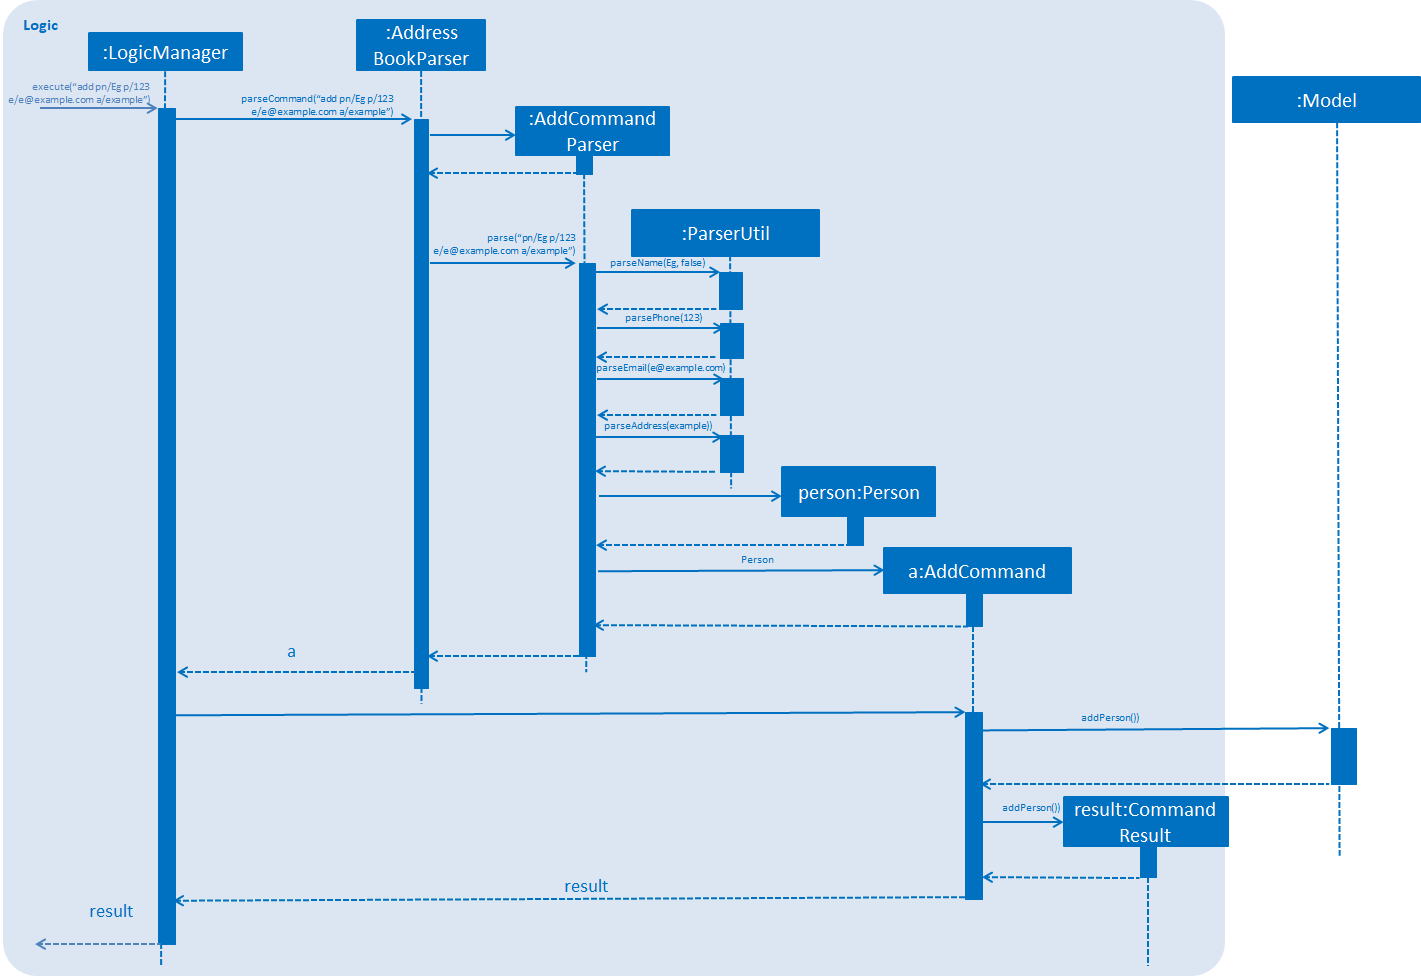 Logic
:LogicManager
:Address
BookParser
execute(“add pn/Eg p/123
e/e@example.com a/example”)
parseCommand(“add pn/Eg p/123
e/e@example.com a/example”)
:AddCommand
Parser
:Model
parse(“pn/Eg p/123
e/e@example.com a/example”)
:ParserUtil
parseName(Eg, false)
parsePhone(123)
parseEmail(e@example.com)
parseAddress(example))
person:Person
Person
a:AddCommand
a
addPerson())
addPerson())
result:Command
Result
result
result